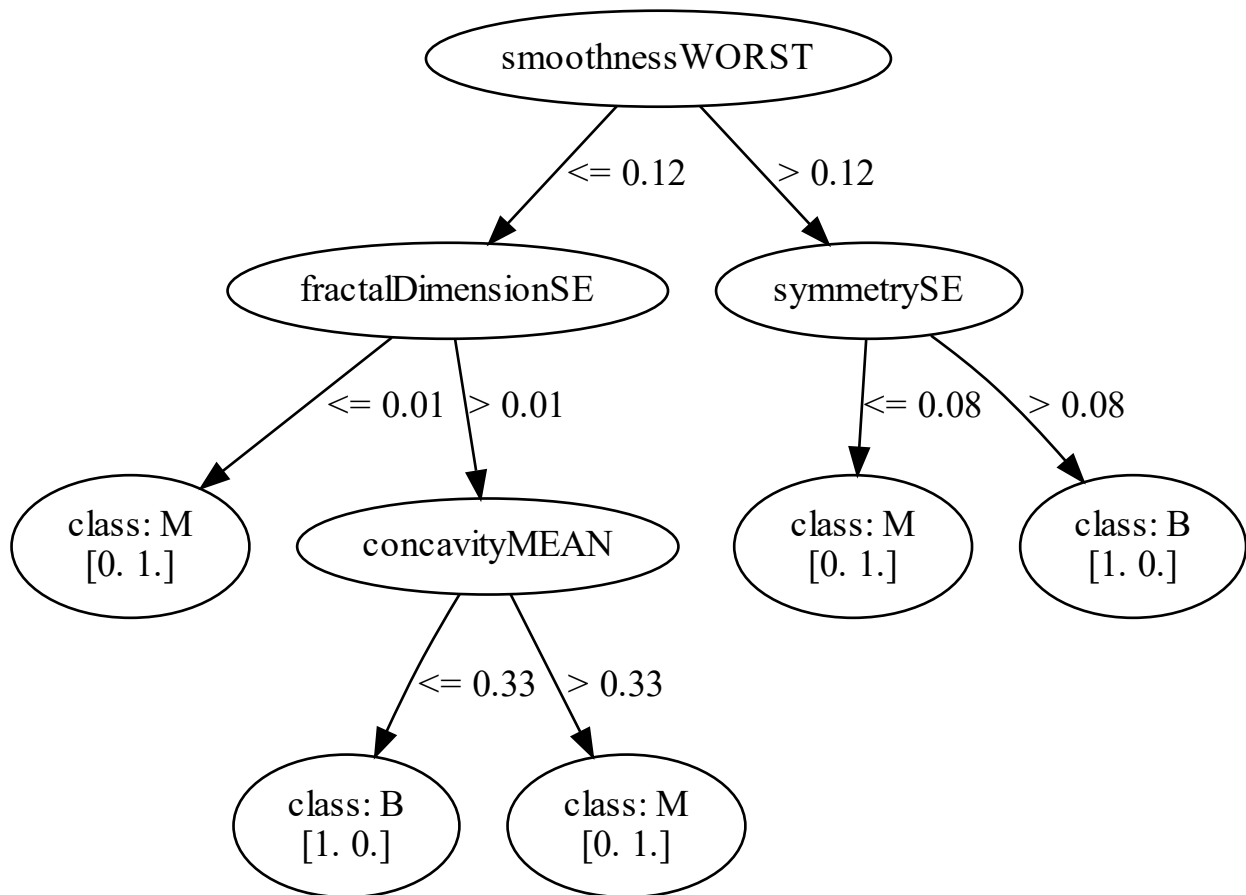 smoothnessWORST
<= 0.12
> 0.12
fractalDimensionSE
symmetrySE
<= 0.01
> 0.01
<= 0.08
> 0.08
class: M
[0. 1.]
concavityMEAN
class: M
[0. 1.]
class: B
[1. 0.]
<= 0.33
> 0.33
class: B
[1. 0.]
class: M
[0. 1.]